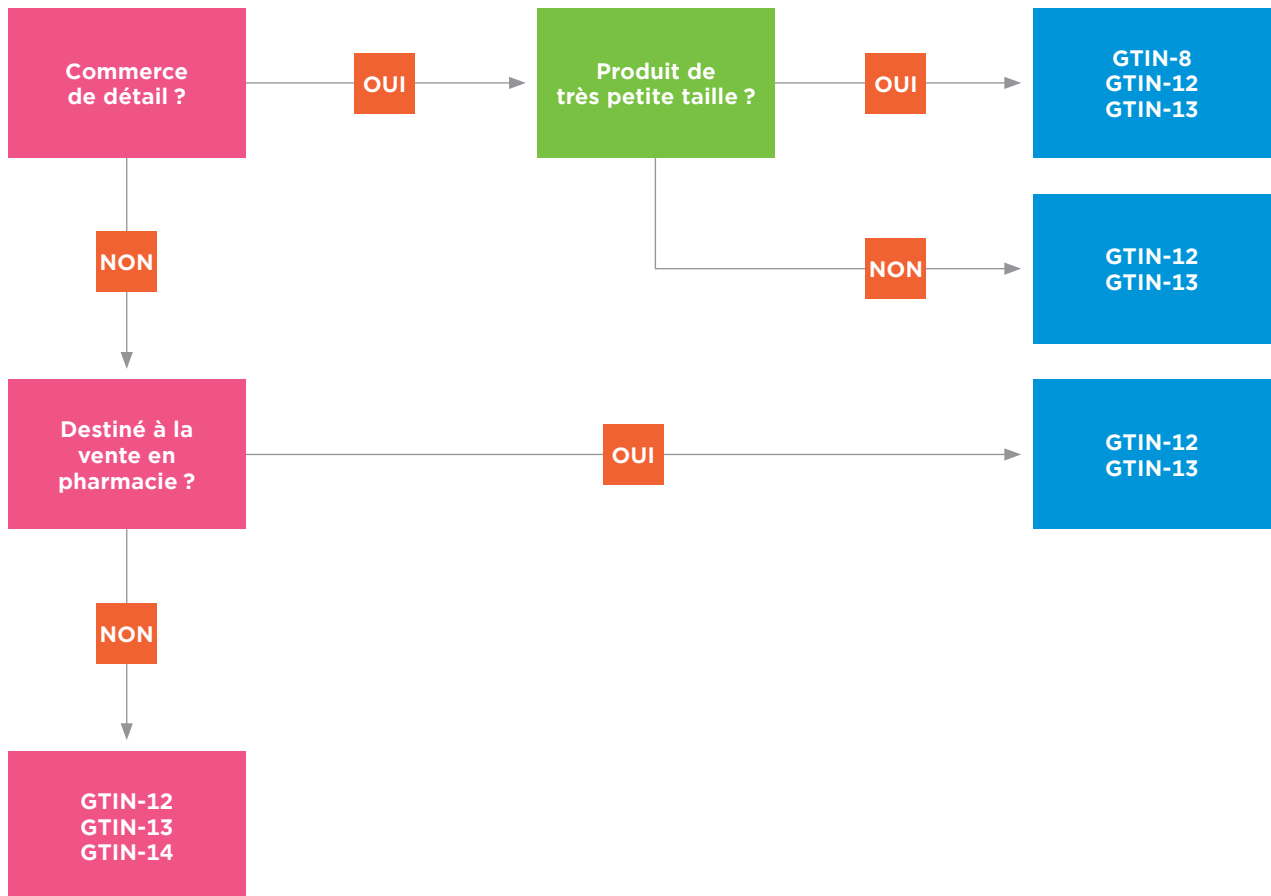 Commerce
de détail ?
OUI
Produit de
très petite taille ?
OUI
GTIN-8
GTIN-12
GTIN-13
NON
NON
GTIN-12
GTIN-13
Destiné à la
vente en
pharmacie ?
OUI
GTIN-12
GTIN-13
NON
GTIN-12
GTIN-13
GTIN-14